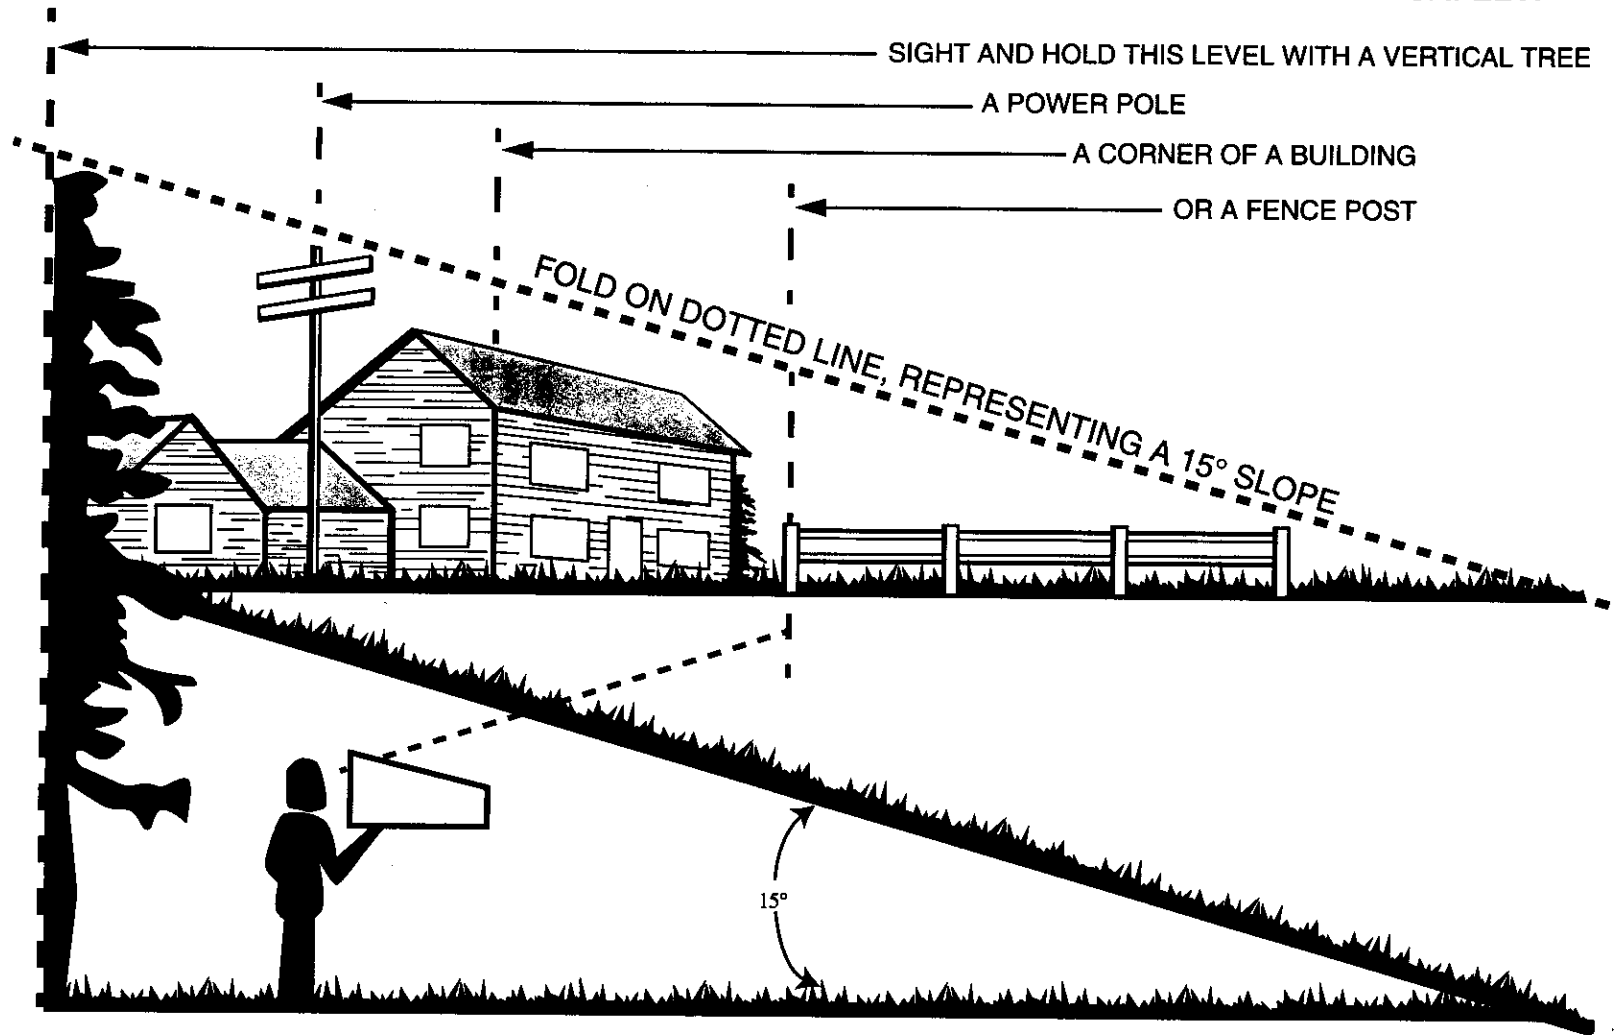 SIGHT AND HOLD THIS LEVEL WITH A VERTICAL TREE
A POWER POLE
A CORNER OF A BUILDING
OR A FENCE POST
FOLD ON DOTTED LINE, REPRESENTING A 15° SLOPE
15°